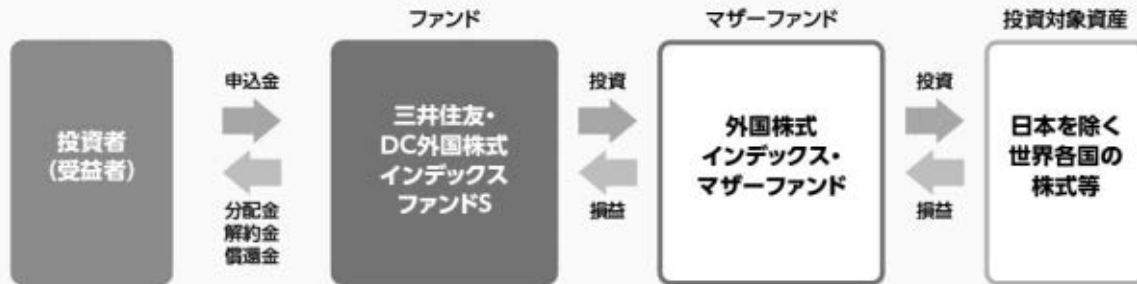 ファンド
マザーファンド
投資対象資産
投資者
(受益者)
申込金
分配金
解約金
償還金
三井住友・
DC外国株式
インデックス
ファンドS
投資
損益
外国株式
インデックス・
マザーファンド
投資
損益
日本を除く
世界各国の
株式等